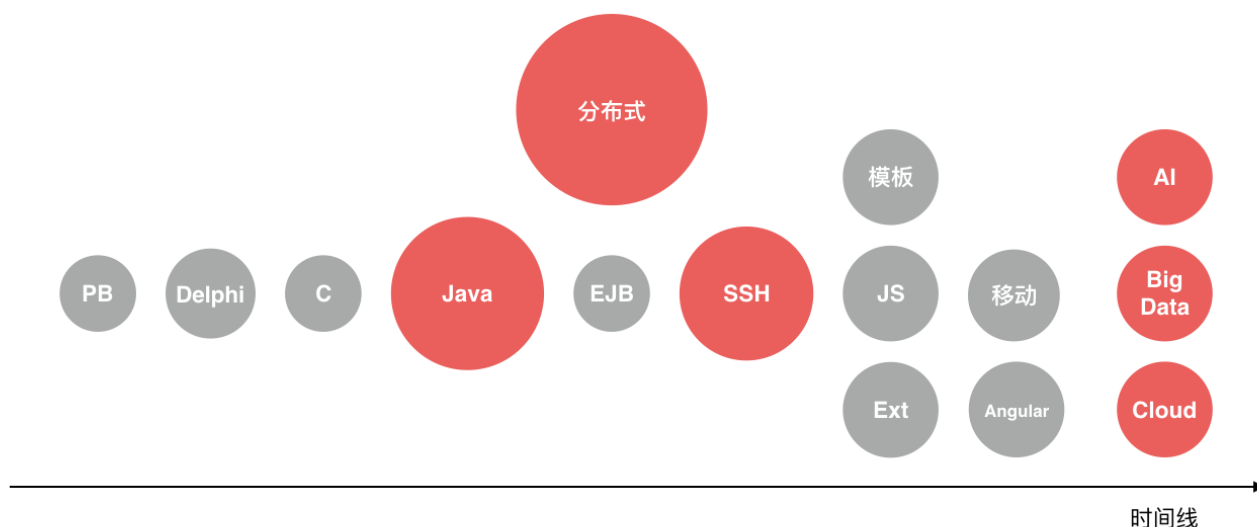 分布式
模板
AI
PB
Delphi
C
Java
EJB
SSH
JS
移动
Big
Data
Ext
Angular
Cloud
时间线